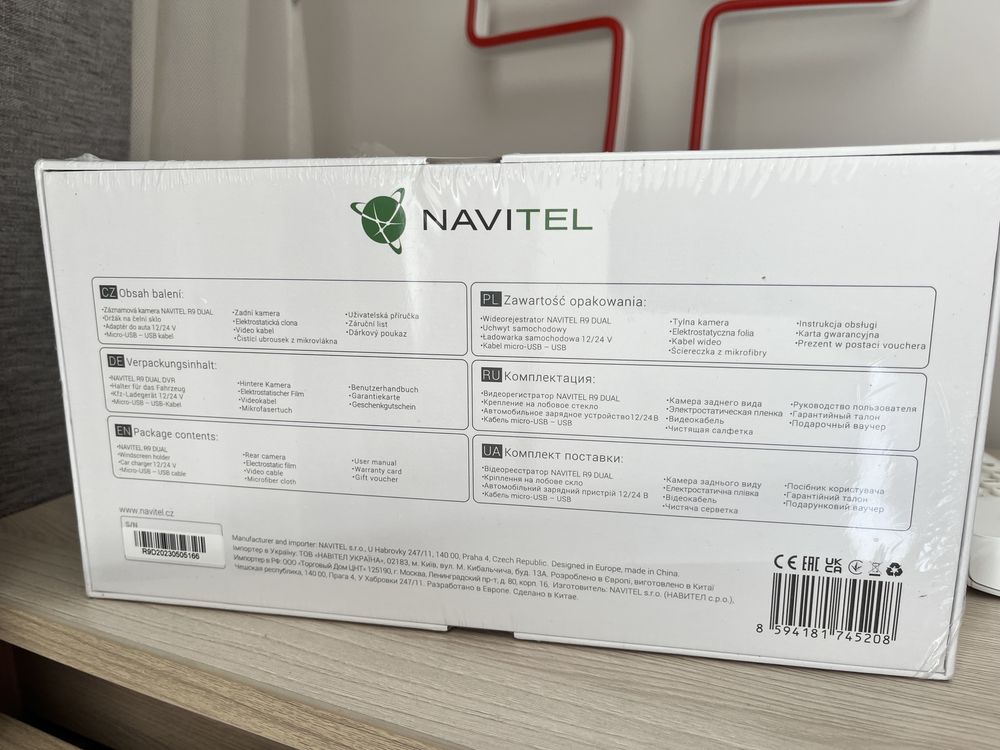 NAVITEL
CZ Obsah balení:
•Záznamová kamera NAVITEL R9 DUAL
•Držák na čelní sklo
•Adaptér do auta 12/24 V
•Micro-USB – USB kabel
•Zadní kamera
•Elektrostatická clona
•Video kabel
•Čistící ubrousek z mikrovlákna
•Uživatelská příručka
•Záruční list
•Dárkový poukaz
PL Zawartość opakowania:
•Wideorejestrator NAVITEL R9 DUAL
•Uchwyt samochodowy
•Ładowarka samochodowa 12/24 V
•Kabel micro-USB – USB
•Tylna kamera
•Elektrostatyczna folia
•Kabel wideo
•Ściereczka z mikrofibry
•Instrukcja obsługi
•Karta gwarancyjna
•Prezent w postaci vouchera
DE Verpackungsinhalt:
•NAVITEL R9 DUAL DVR
•Halter für das Fahrzeug
•Kfz-Ladegerät 12/24 V
•Micro-USB – USB-Kabel
•Hintere Kamera
•Elektrostatischer Film
•Videokabel
•Mikrofasertuch
•Benutzerhandbuch
•Garantiekarte
•Geschenkgutschein
RU Комплектация:
•Видеорегистратор NAVITEL R9 DUAL
•Крепление на лобовое стекло
•Автомобильное зарядное устройство 12/24 В
•Кабель micro-USB – USB
•Камера заднего вида
•Электростатическая пленка
•Видеокабель
•Чистящая салфетка
•Руководство пользователя
•Гарантийный талон
•Подарочный ваучер
EN Package contents:
•NAVITEL R9 DUAL
•Windscreen holder
•Car charger 12/24 V
•Micro-USB – USB cable
•Rear camera
•Electrostatic film
•Video cable
•Microfiber cloth
•User manual
•Warranty card
•Gift voucher
UA Комплект поставки:
•Відеореєстратор NAVITEL R9 DUAL
•Кріплення на лобове скло
•Автомобільний зарядний пристрій 12/24 В
•Кабель micro-USB – USB
•Камера заднього виду
•Електростатична плівка
•Відеокабель
•Чистяча серветка
•Посібник користувача
•Гарантійний талон
•Подарунковий ваучер
www.navitel.cz
S/N
R9D20230505166
Manufacturer and importer: NAVITEL s.r.o., U Habrovky 247/11, 140 00, Praha 4, Czech Republic. Designed in Europe, made in China.
Імпортер в Україну: ТОВ «НАВІТЕЛ УКРАЇНА», 02183, м. Київ, вул. М. Кибальчича, буд. 13А. Розроблено в Європі, виготовлено в Китаї
Импортер в РФ: ООО «Торговый Дом ЦНТ» 125190, г. Москва, Ленинградский пр-т, д. 80, корп. 16. Изготовитель: NAVITEL s.r.o. (НАВИТЕЛ с.р.о.),
Чешская республика, 140 00, Прага 4, У Хабровки 247/11. Разработано в Европе. Сделано в Китае.
CE EAC UKCA
8 594181 745208